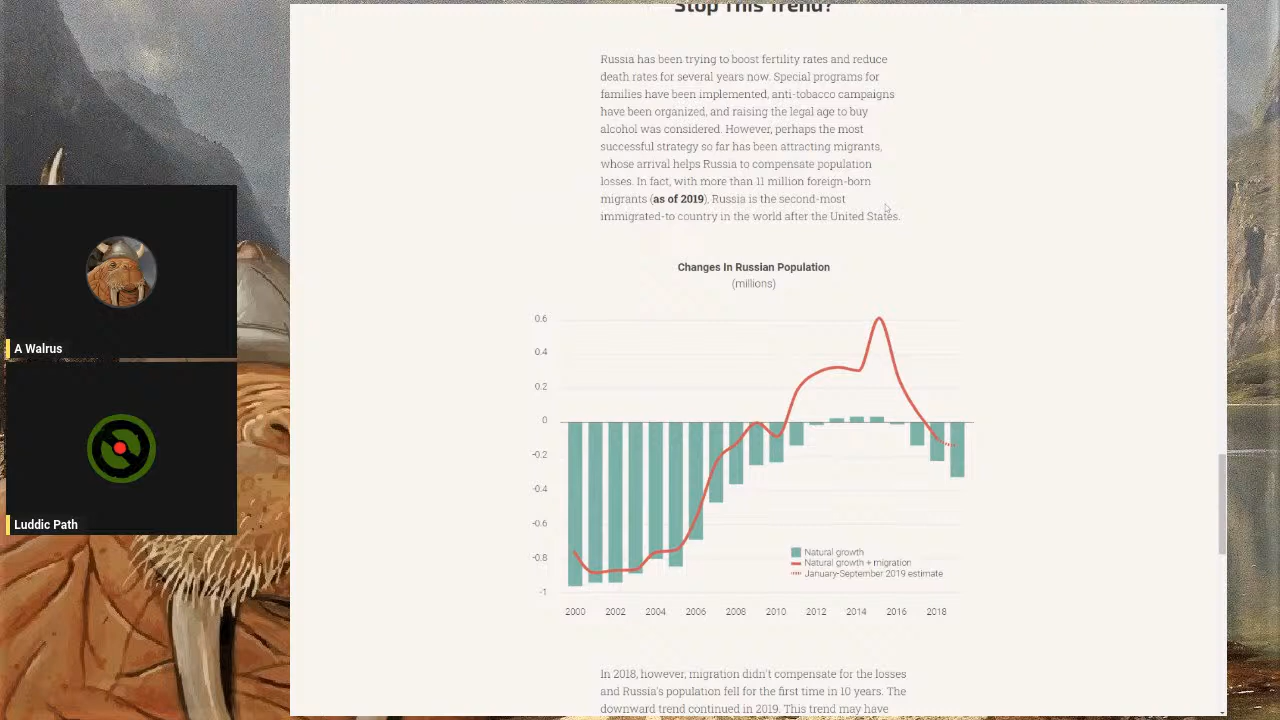 Stop This Trend?
Russia has been trying to boost fertility rates and reduce
death rates for several years now. Special programs for
families have been implemented, anti-tobacco campaigns
have been organized, and raising the legal age to buy
alcohol was considered. However, perhaps the most
successful strategy so far has been attracting migrants,
whose arrival helps Russia to compensate population
losses. In fact, with more than 11 million foreign-born
migrants (as of 2019), Russia is the second-most
immigrated-to country in the world after the United States.
Changes In Russian Population
(millions)
0.6
0.4
0.2
0
-0.2
-0.4
-0.6
-0.8
-1
Natural growth
Natural growth + migration
January-September 2019 estimate
2000 2002 2004 2006 2008 2010 2012 2014 2016 2018
In 2018, however, migration didn't compensate for the losses
and Russia's population fell for the first time in 10 years. The
downward trend continued in 2019. This trend may have
A Walrus
Luddic Path